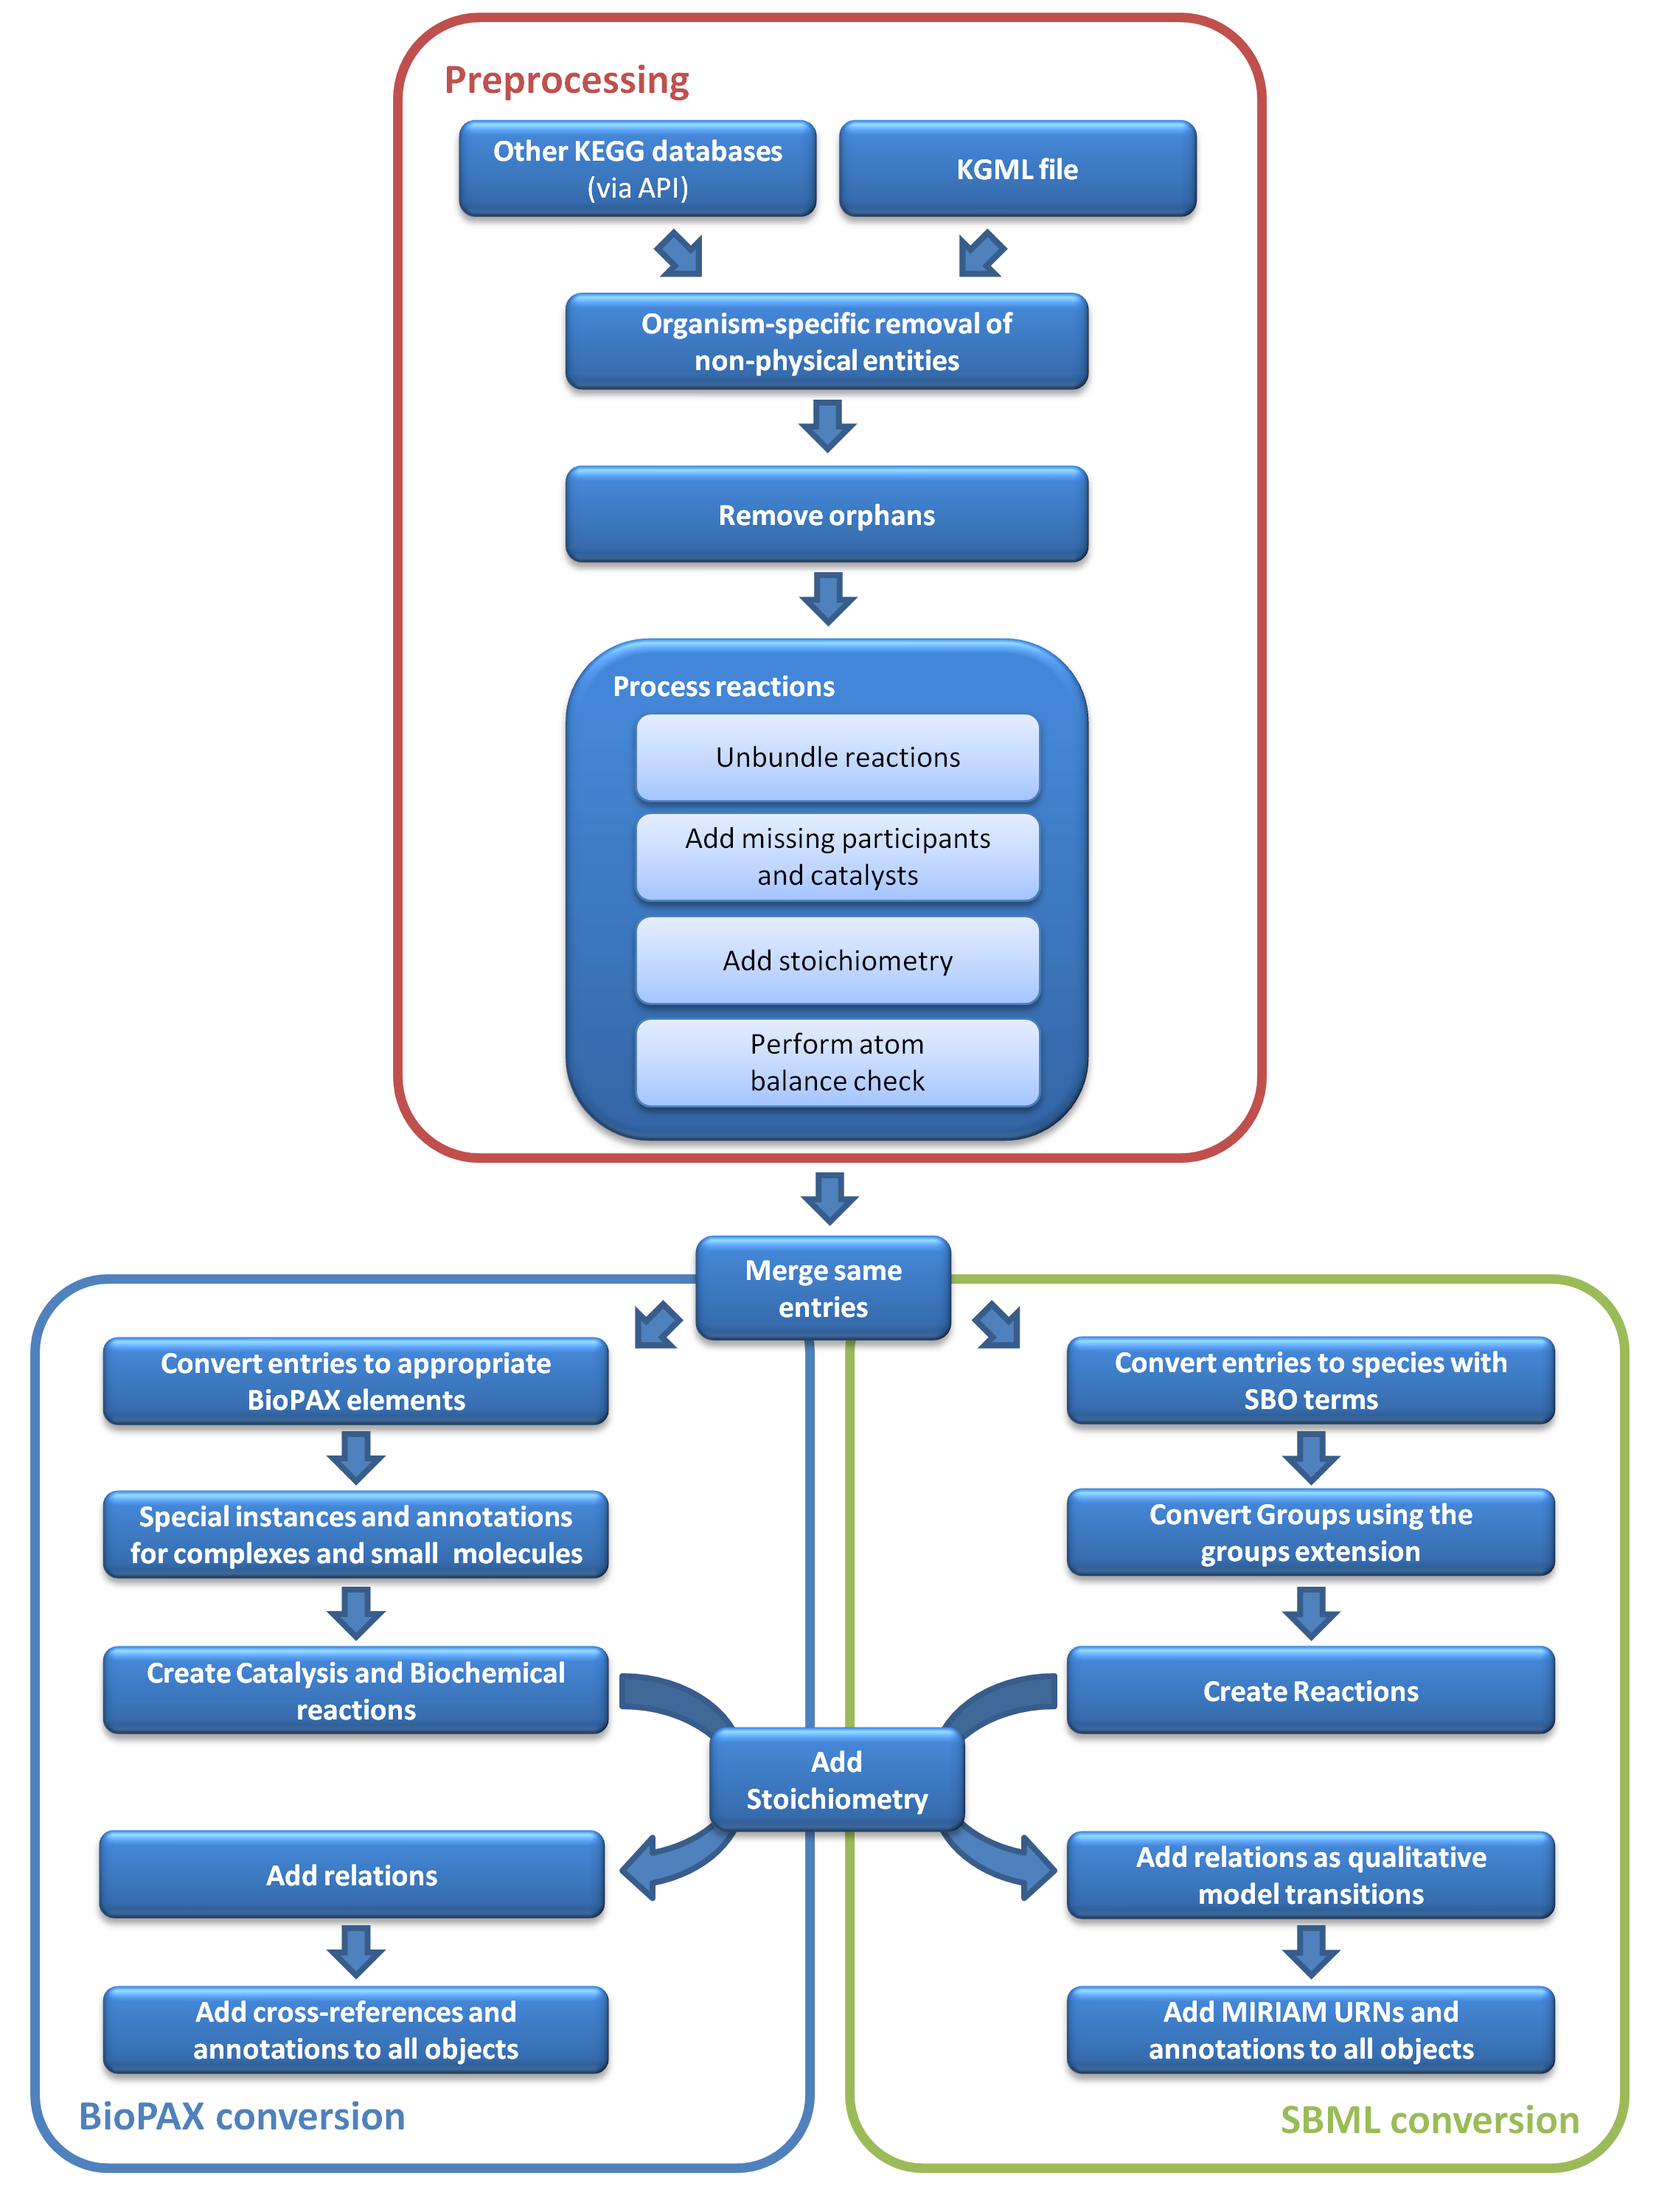 Preprocessing
Other KEGG databases
(via API)
KGML file
Organism-specific removal of
non-physical entities
Remove orphans
Process reactions
Unbundle reactions
Add missing participants
and catalysts
Add stoichiometry
Perform atom
balance check
Merge same
entries
Convert entries to appropriate
BioPAX elements
Special instances and annotations
for complexes and small molecules
Create Catalysis and Biochemical
reactions
Convert entries to species with
SBO terms
Convert Groups using the
groups extension
Create Reactions
Add
Stoichiometry
Add relations
Add cross-references and
annotations to all objects
BioPAX conversion
Add relations as qualitative
model transitions
Add MIRIAM URNs and
annotations to all objects
SBML conversion